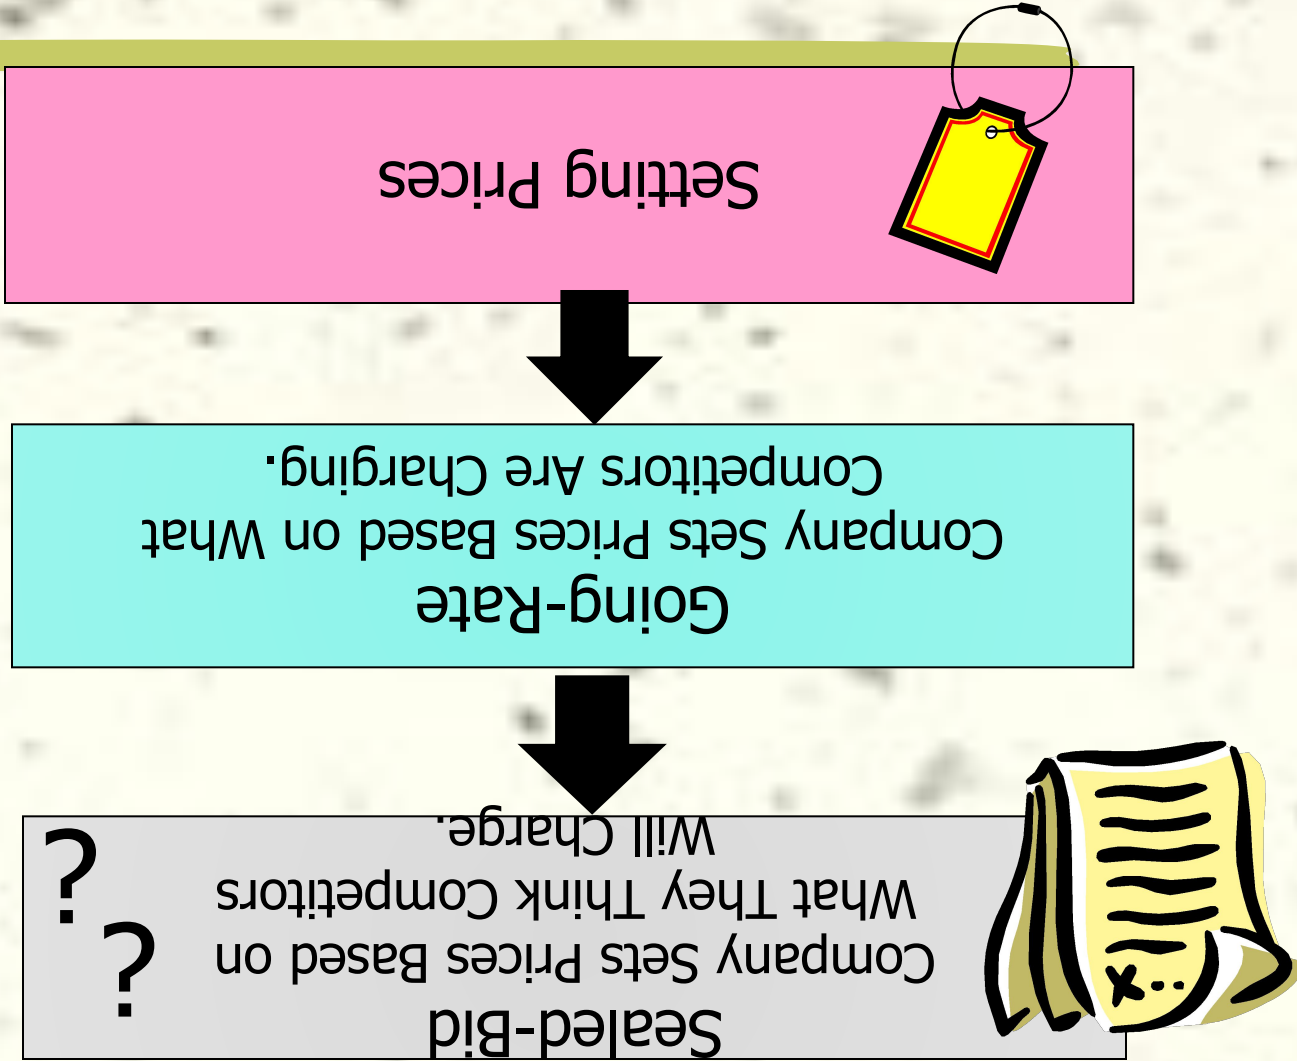 Setting Prices
Going-Rate
Company Sets Prices Based on What
Competitors Are Charging.
?
?
Sealed-Bid
Company Sets Prices Based on
What They Think Competitors
Will Charge.
X..